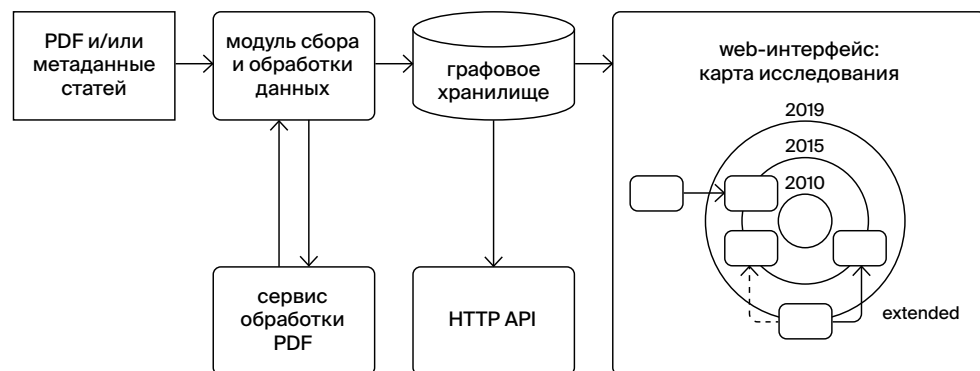 PDF и/или
метаданные
статей
модуль сбора
и обработки
данных
графовое
хранилище
web-интерфейс:
карта исследования
2019
2015
2010
extended
сервис
обработки
PDF
HTTP API